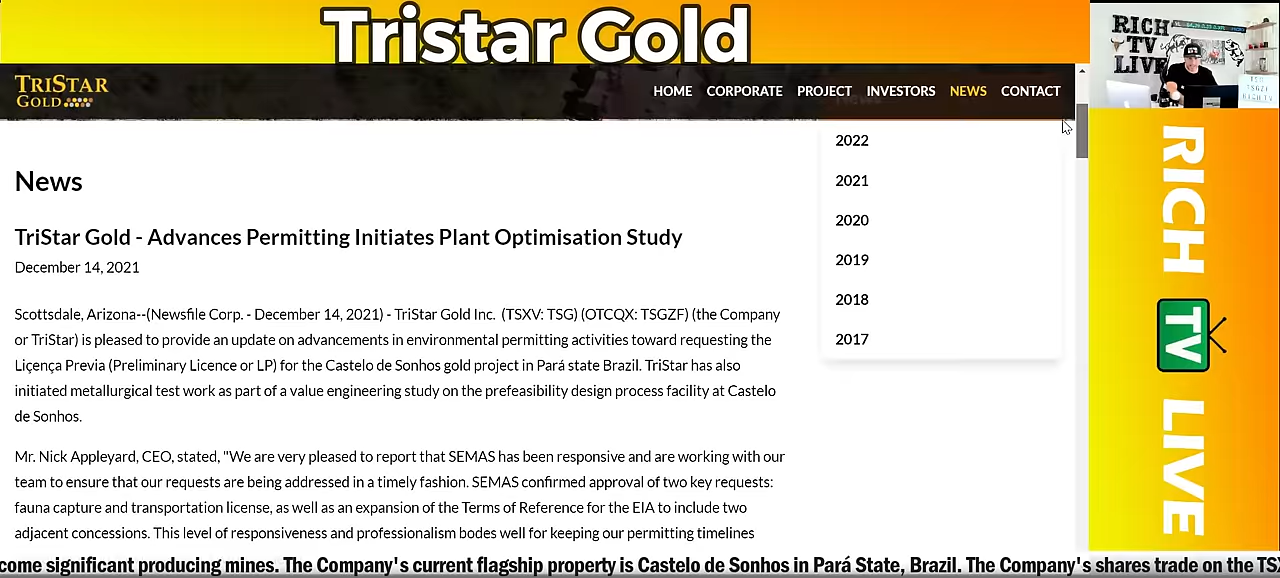 Tristar Gold
RICH
TV
LIVE
TRISTAR
GOLD
HOME CORPORATE PROJECT INVESTORS NEWS CONTACT
2022
2021
2020
2019
2018
2017
News
TriStar Gold - Advances Permitting Initiates Plant Optimisation Study
December 14, 2021
Scottsdale, Arizona--(Newsfile Corp. - December 14, 2021) - TriStar Gold Inc. (TSXV: TSG) (OTCQX: TSGZF) (the Company
or TriStar) is pleased to provide an update on advancements in environmental permitting activities toward requesting the
Liçença Previa (Preliminary Licence or LP) for the Castelo de Sonhos gold project in Pará state Brazil. TriStar has also
initiated metallurgical test work as part of a value engineering study on the prefeasibility design process facility at Castelo
de Sonhos.
Mr. Nick Appleyard, CEO, stated, "We are very pleased to report that SEMAS has been responsive and are working with our
team to ensure that our requests are being addressed in a timely fashion. SEMAS confirmed approval of two key requests:
fauna capture and transportation license, as well as an expansion of the Terms of Reference for the EIA to include two
adjacent concessions. This level of responsiveness and professionalism bodes well for keeping our permitting timelines
RICH TV LIVE
come significant producing mines. The Company's current flagship property is Castelo de Sonhos in Pará State, Brazil. The Company's shares trade on the TSX